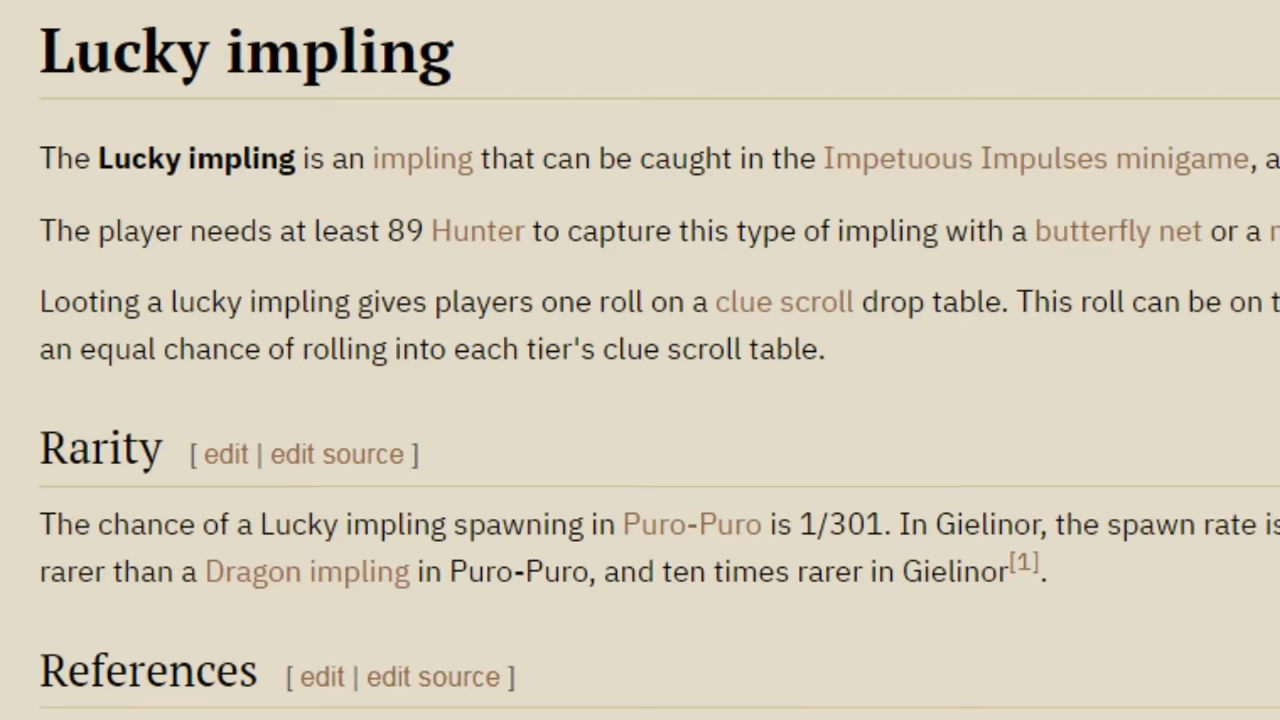 Lucky impling
The Lucky impling is an impling that can be caught in the Impetuous Impulses minigame, a
The player needs at least 89 Hunter to capture this type of impling with a butterfly net or a
Looting a lucky impling gives players one roll on a clue scroll drop table. This roll can be on t
an equal chance of rolling into each tier's clue scroll table.
Rarity [ edit | edit source ]
The chance of a Lucky impling spawning in Puro-Puro is 1/301. In Gielinor, the spawn rate is
rarer than a Dragon impling in Puro-Puro, and ten times rarer in Gielinor[1].
References [ edit | edit source ]